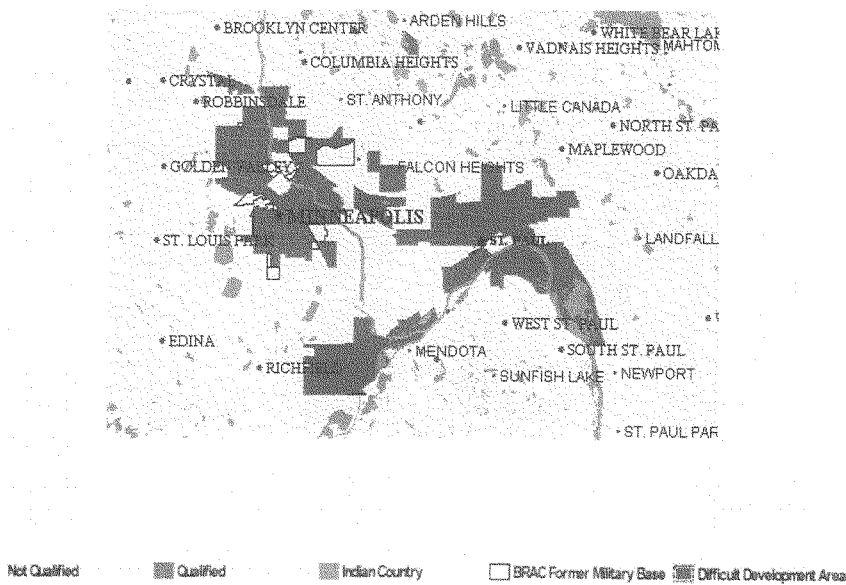 BROOKLYN CENTER
ARDEN HILLS
WHITE BEAR LAK
VADNAIS HEIGHTS
MAHTOM
COLUMBIA HEIGHTS
CRYSTAL
ROBBINSDALE
ST. ANTHONY
LITTLE CANADA
NORTH ST. PA
MAPLEWOOD
GOLDEN VALLEY
FALCON HEIGHTS
OAKDA
MINNEAPOLIS
ST. LOUIS PARK
ST. PAUL
LANDFALL
WEST ST. PAUL
EDINA
MENDOTA
SOUTH ST. PAUL
RICHFIELD
SUNFISH LAKE
NEWPORT
ST. PAUL PAR
Not Qualified Qualified Indian Country BRAC Former Military Base Difficult Development Area